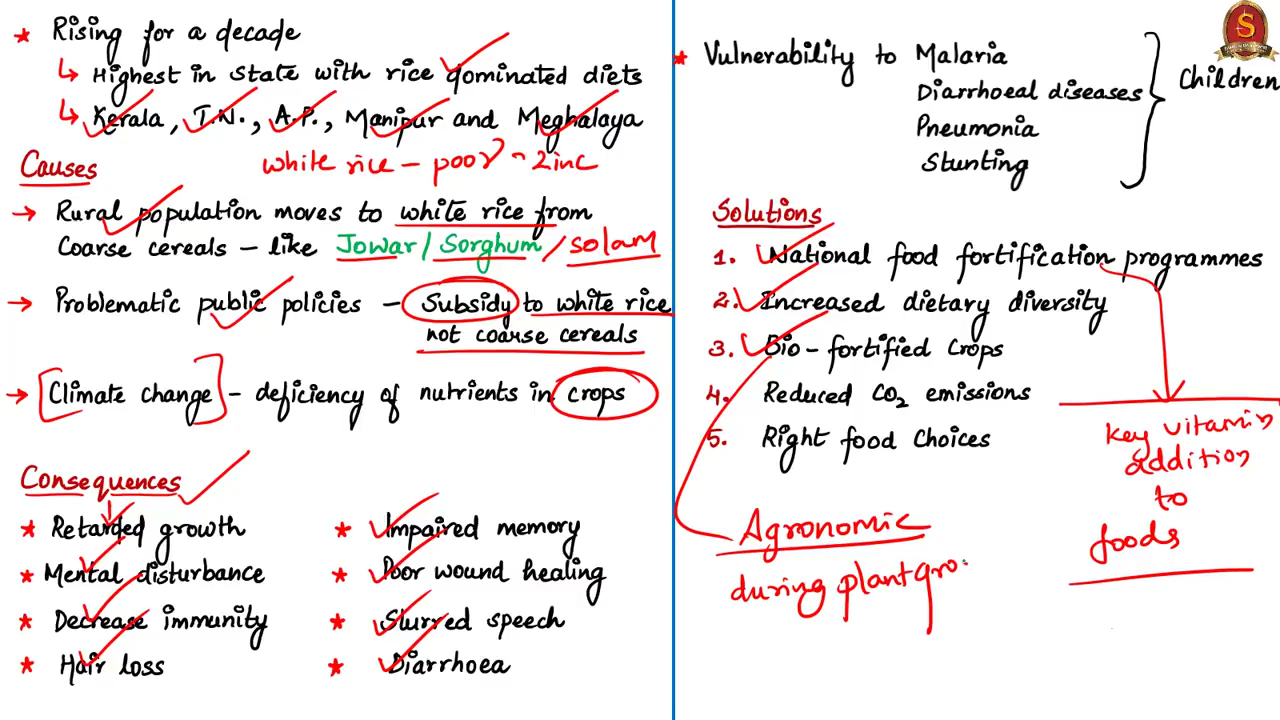 * Rising for a decade
↳ Highest in State with rice dominated diets
↳ Kerala, T.N., A.P., Manipur and Meghalaya
white rice - poor - Zinc
Causes
→ Rural population moves to white rice from
Coarse cereals - like Jowar/Sorghum/solam
→ Problematic public policies - Subsidy to white rice
not coarse cereals
→ [Climate change] - deficiency of nutrients in crops
Consequences
* Retarded growth
* Mental disturbance
* Decrease immunity
* Hair loss
* Impaired memory
* Poor wound healing
* Slurred speech
* Diarrhoea
* Vulnerability to Malaria
Diarrhoeal diseases
Pneumonia
Stunting
Children
Solutions
1. National food fortification programmes
2. Increased dietary diversity
3. Bio-fortified Crops
4. Reduced CO2 emissions
5. Right food Choices
key vitamin
addition
to
foods
Agronomic
during plant gro
S